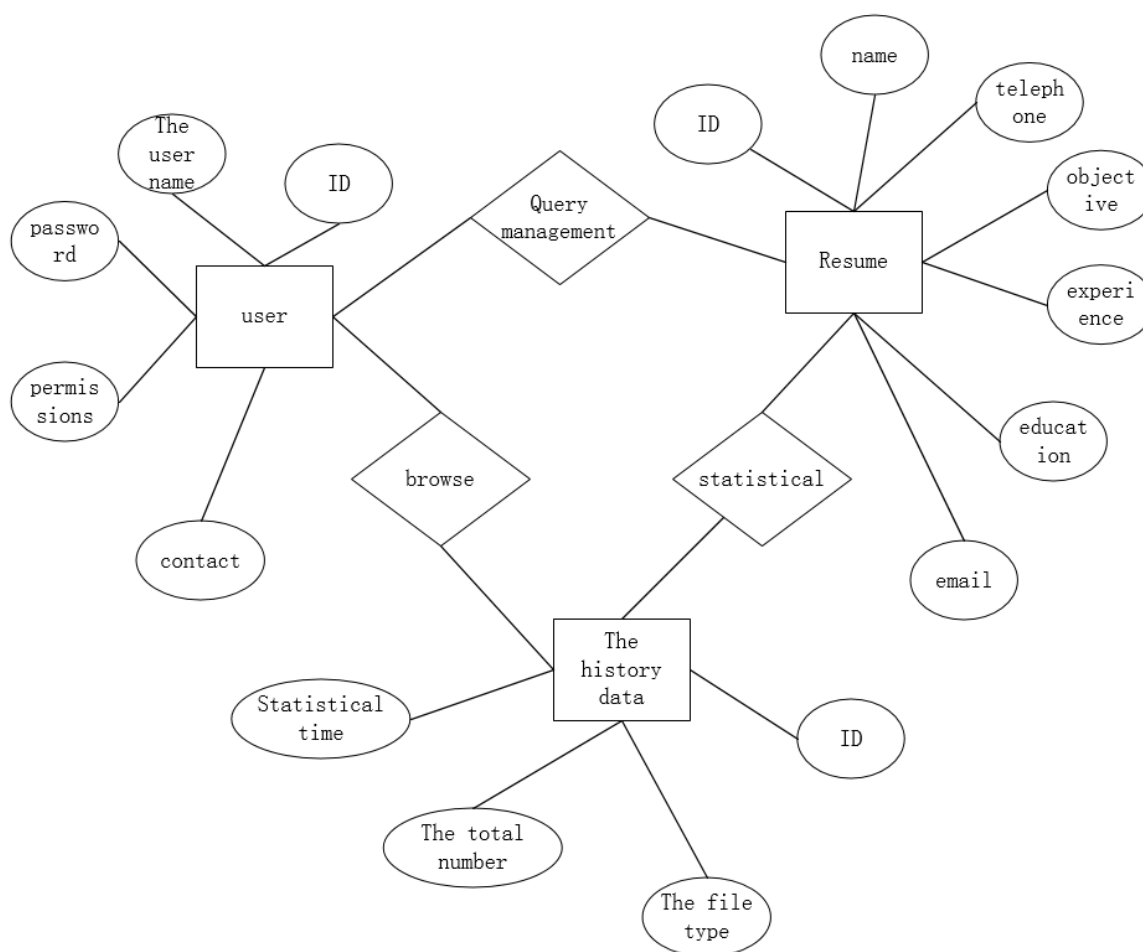 name
teleph
one
ID
The
user
name
ID
Query
management
object
ive
passwo
rd
Resume
user
experi
ence
permis
sions
educat
ion
browse
statistical
contact
email
The
history
data
Statistical
time
ID
The total
number
The file
type